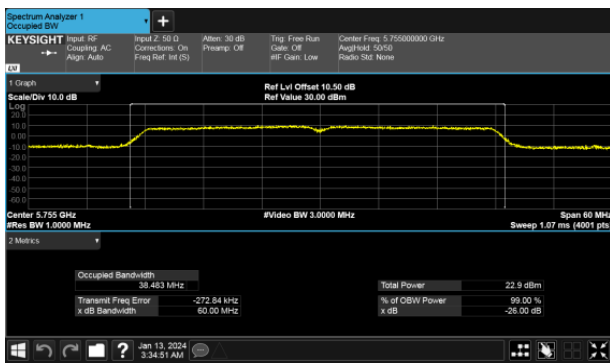 Spectrum Analyzer 1
Occupied BW
KEYSIGHT
Input: RF
Coupling: AC
Align: Auto
Input Z: 50 Ω
Corrections: On
Freq Ref: Int (S)
Atten: 30 dB
Preamp: Off
Trig: Free Run
Gate: Off
#IF Gain: Low
Center Freq: 5.755000000 GHz
Avg|Hold: 50/50
Radio Std: None
LXI
1 Graph
Scale/Div 10.0 dB
Ref Lvl Offset 10.50 dB
Ref Value 30.00 dBm
Log
20.0
10.0
0.0
-10.0
-20.0
-30.0
-40.0
-50.0
-60.0
Center 5.755 GHz
#Res BW 1.0000 MHz
#Video BW 3.0000 MHz
Span 60 MHz
Sweep 1.07 ms (4001 pts)
2 Metrics
Occupied Bandwidth
38.483 MHz
Transmit Freq Error -272.84 kHz
x dB Bandwidth 60.00 MHz
Total Power 22.9 dBm
% of OBW Power 99.00 %
x dB -26.00 dB
?
Jan 13, 2024
3:34:51 AM